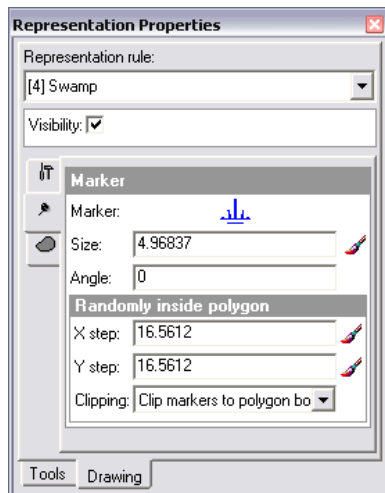 Representation Properties
Representation rule:
[4] Swamp
Visibility:
Marker
Marker:
Size: 4.96837
Angle: 0
Randomly inside polygon
X step: 16.5612
Y step: 16.5612
Clipping: Clip markers to polygon bo
Tools Drawing